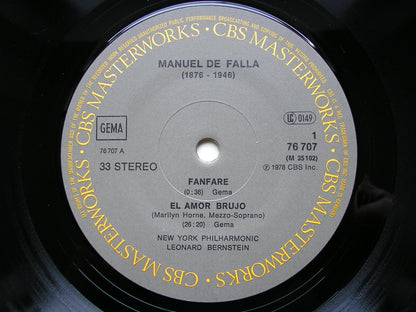 CBS MASTERWORKS · CBS MASTERWORKS · CBS MASTERWORKS · CBS MASTERWORKS ·
MANUEL DE FALLA
(1876 - 1946)
GEMA
LC 0149
76 707 A
1
76 707
(M 35102)
33 STEREO
℗ 1978 CBS Inc.
FANFARE
(0:36) Gema
EL AMOR BRUJO
(Marilyn Horne, Mezzo-Soprano)
(26:20) Gema
NEW YORK PHILHARMONIC
LEONARD BERNSTEIN